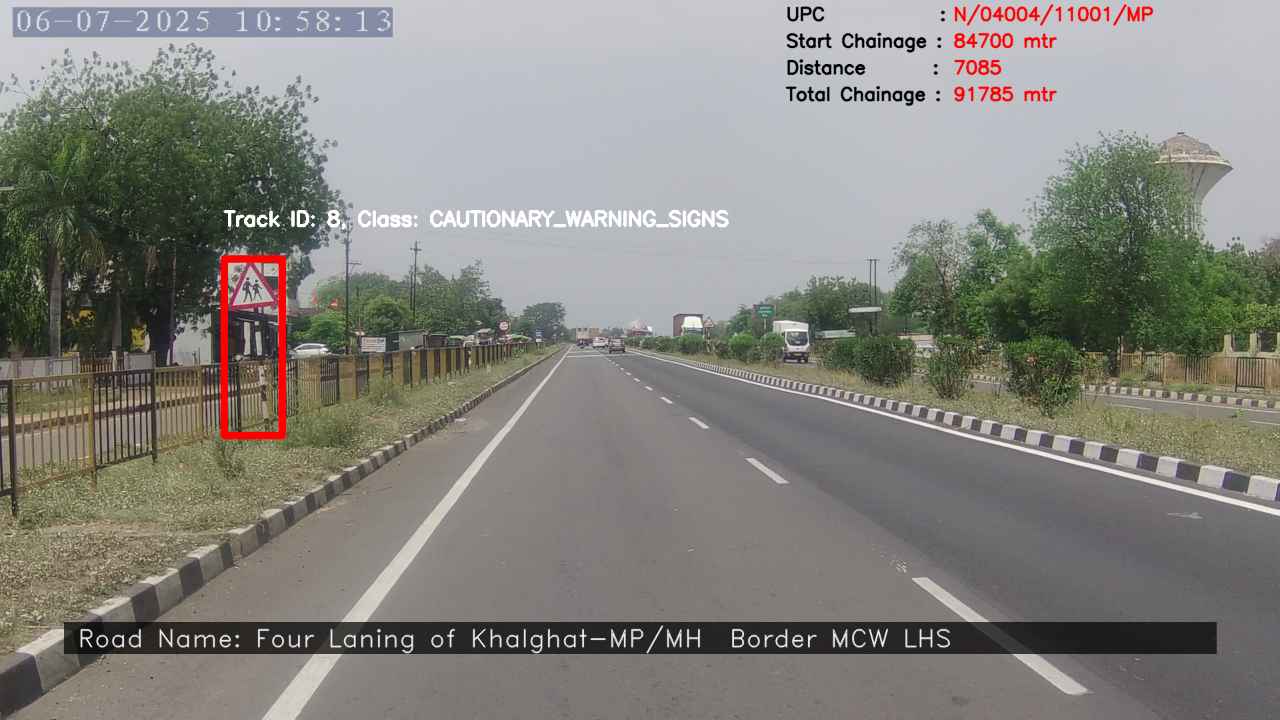 06-07-2025 10:58:13
UPC : N/04004/11001/MP
Start Chainage : 84700 mtr
Distance : 7085
Total Chainage : 91785 mtr
Track ID: 8, Class: CAUTIONARY_WARNING_SIGNS
Road Name: Four Laning of Khalghat-MP/MH Border MCW LHS